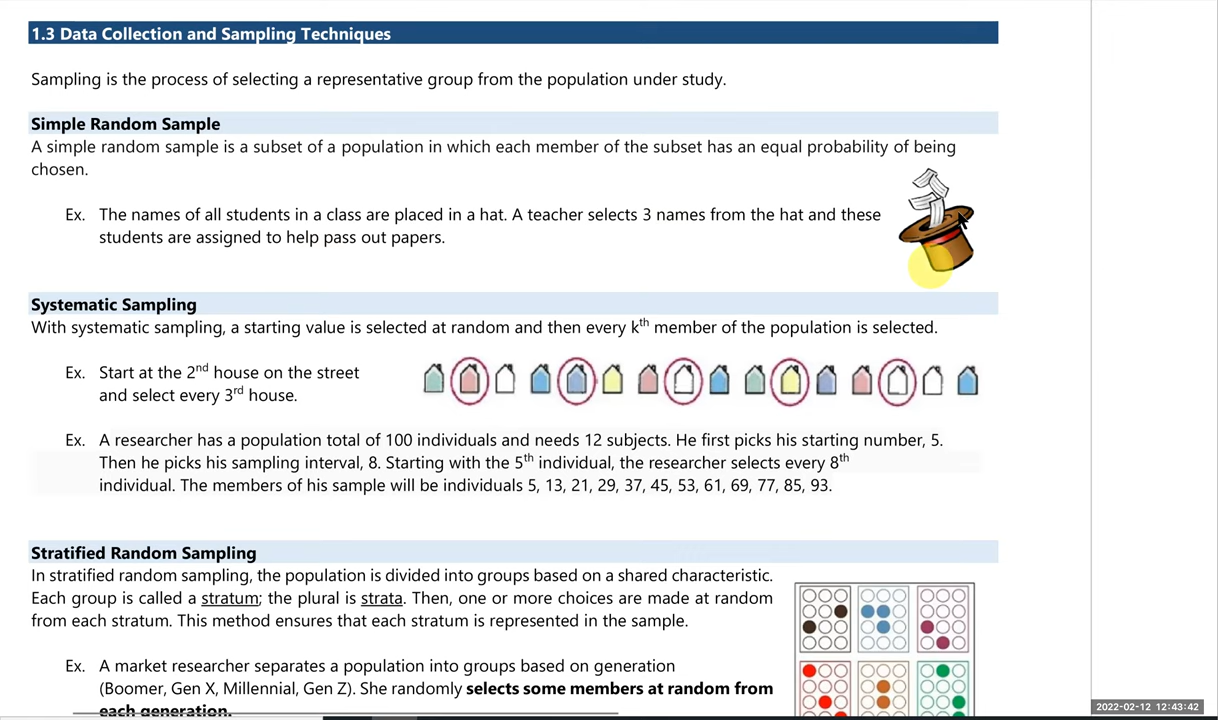 1.3 Data Collection and Sampling Techniques
Sampling is the process of selecting a representative group from the population under study.
Simple Random Sample
A simple random sample is a subset of a population in which each member of the subset has an equal probability of being
chosen.
Ex. The names of all students in a class are placed in a hat. A teacher selects 3 names from the hat and these
students are assigned to help pass out papers.
Systematic Sampling
With systematic sampling, a starting value is selected at random and then every kth member of the population is selected.
Ex. Start at the 2nd house on the street
and select every 3rd house.
Ex. A researcher has a population total of 100 individuals and needs 12 subjects. He first picks his starting number, 5.
Then he picks his sampling interval, 8. Starting with the 5th individual, the researcher selects every 8th
individual. The members of his sample will be individuals 5, 13, 21, 29, 37, 45, 53, 61, 69, 77, 85, 93.
Stratified Random Sampling
In stratified random sampling, the population is divided into groups based on a shared characteristic.
Each group is called a stratum; the plural is strata. Then, one or more choices are made at random
from each stratum. This method ensures that each stratum is represented in the sample.
Ex. A market researcher separates a population into groups based on generation
(Boomer, Gen X, Millennial, Gen Z). She randomly selects some members at random from
each generation.
2022-02-12 12:43:42